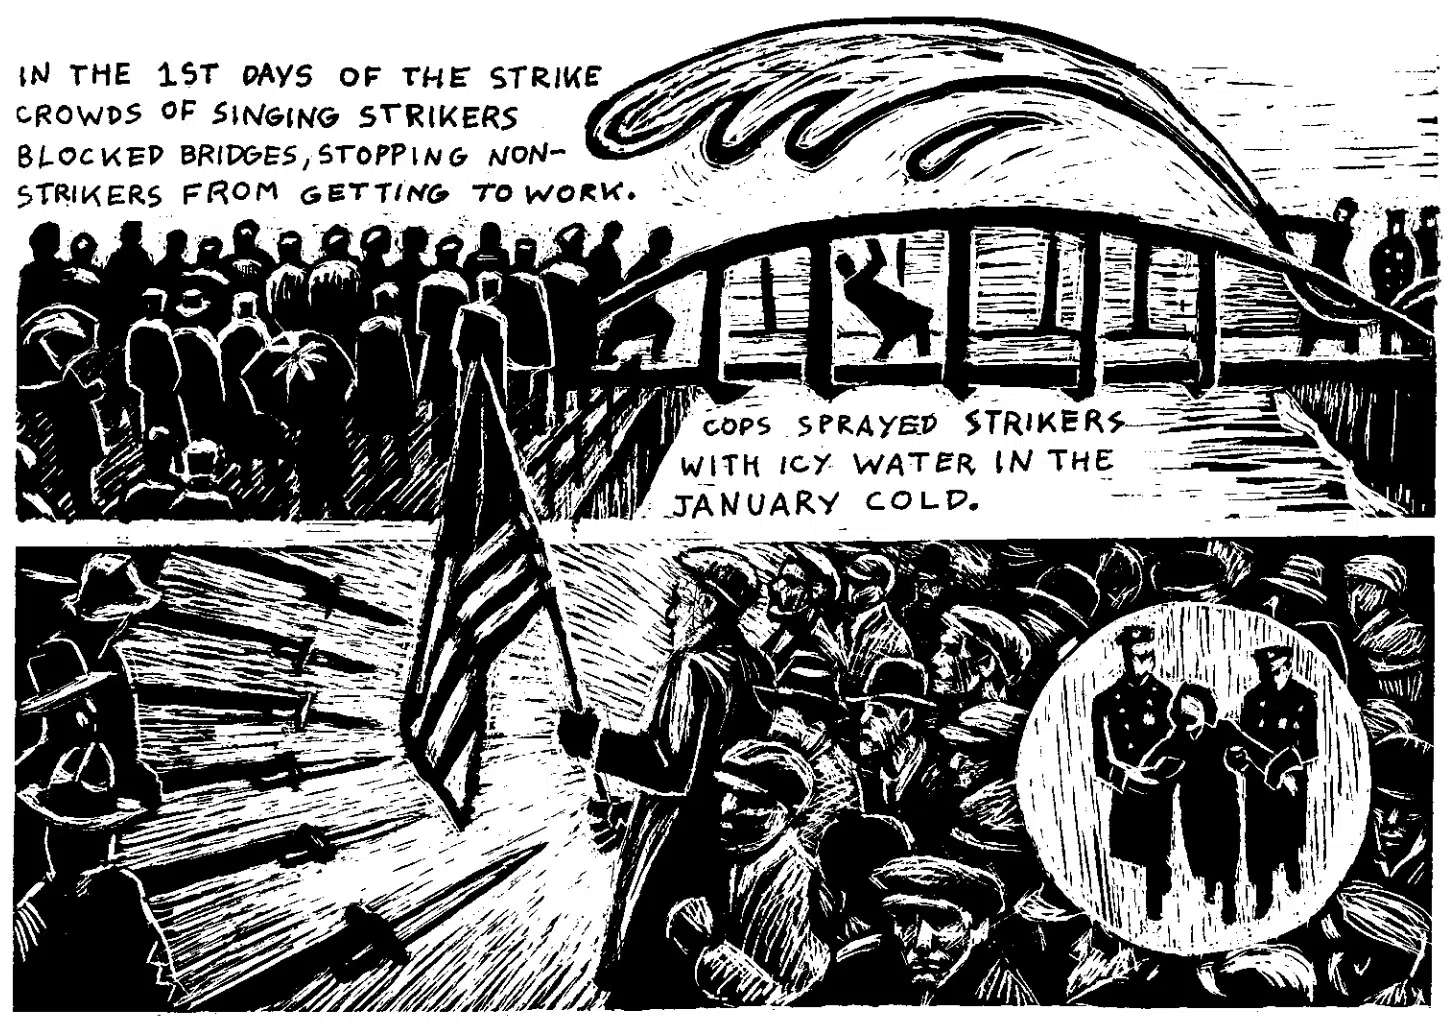 IN THE 1ST DAYS OF THE STRIKE
CROWDS OF SINGING STRIKERS
BLOCKED BRIDGES, STOPPING NON-
STRIKERS FROM GETTING TO WORK.
COPS SPRAYED STRIKERS
WITH ICY WATER IN THE
JANUARY COLD.